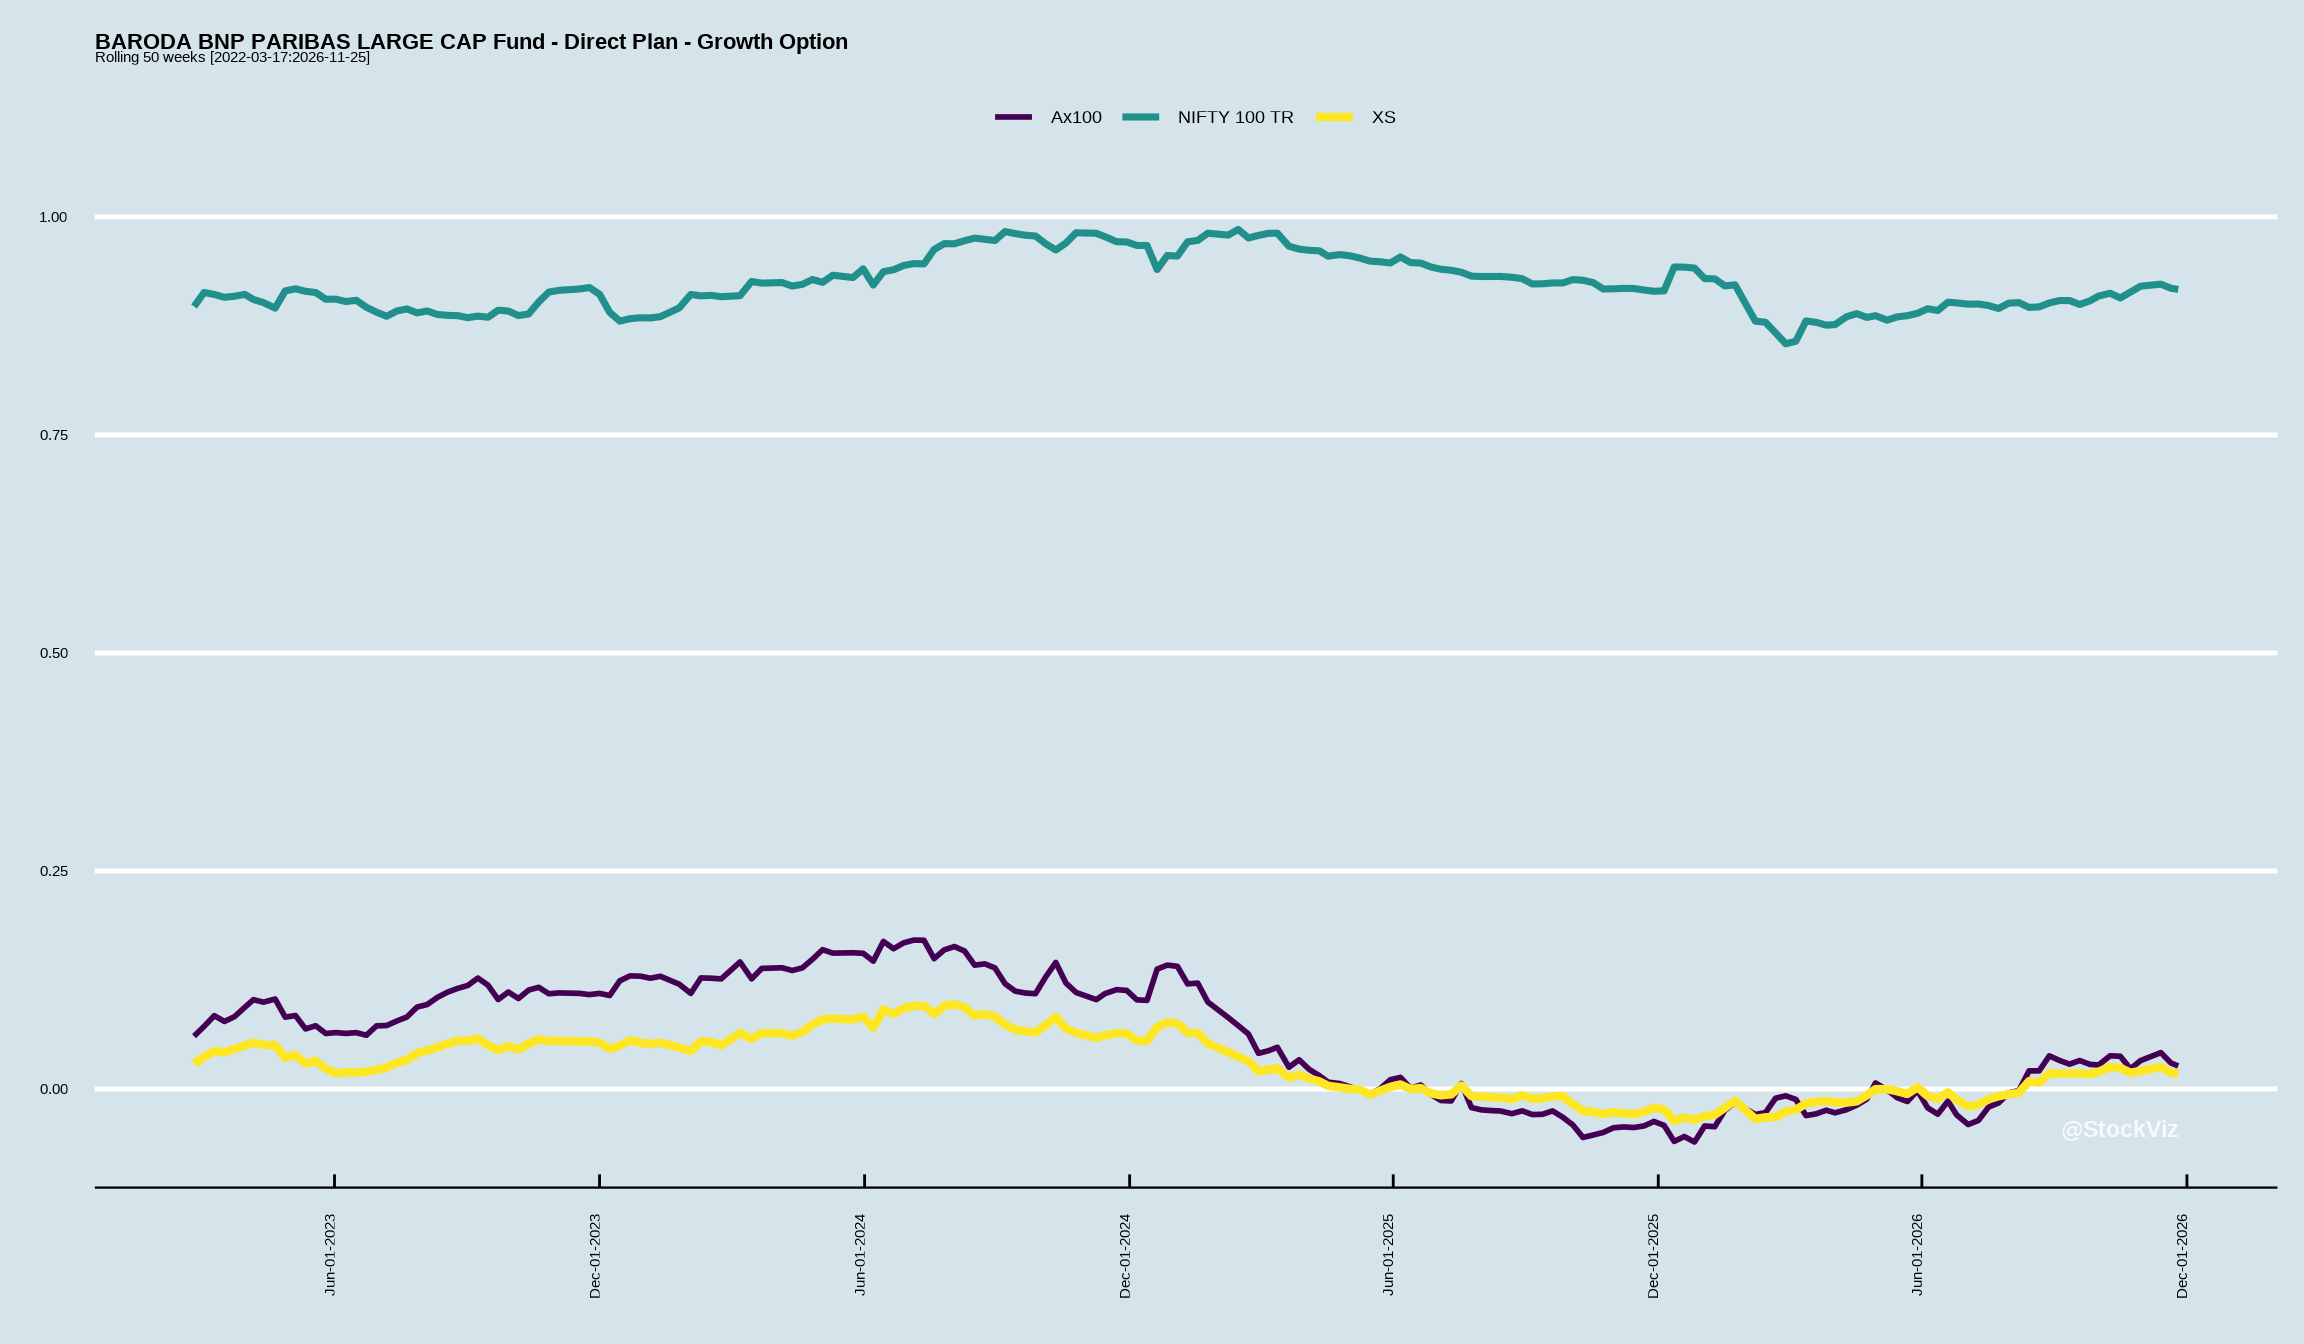 BARODA BNP PARIBAS LARGE CAP Fund - Direct Plan - Growth Option
Rolling 50 weeks [2022-03-17:2026-11-25]
Ax100 NIFTY 100 TR XS
1.00
0.75
0.50
0.25
0.00
@StockViz
Jun-01-2023
Dec-01-2023
Jun-01-2024
Dec-01-2024
Jun-01-2025
Dec-01-2025
Jun-01-2026
Dec-01-2026